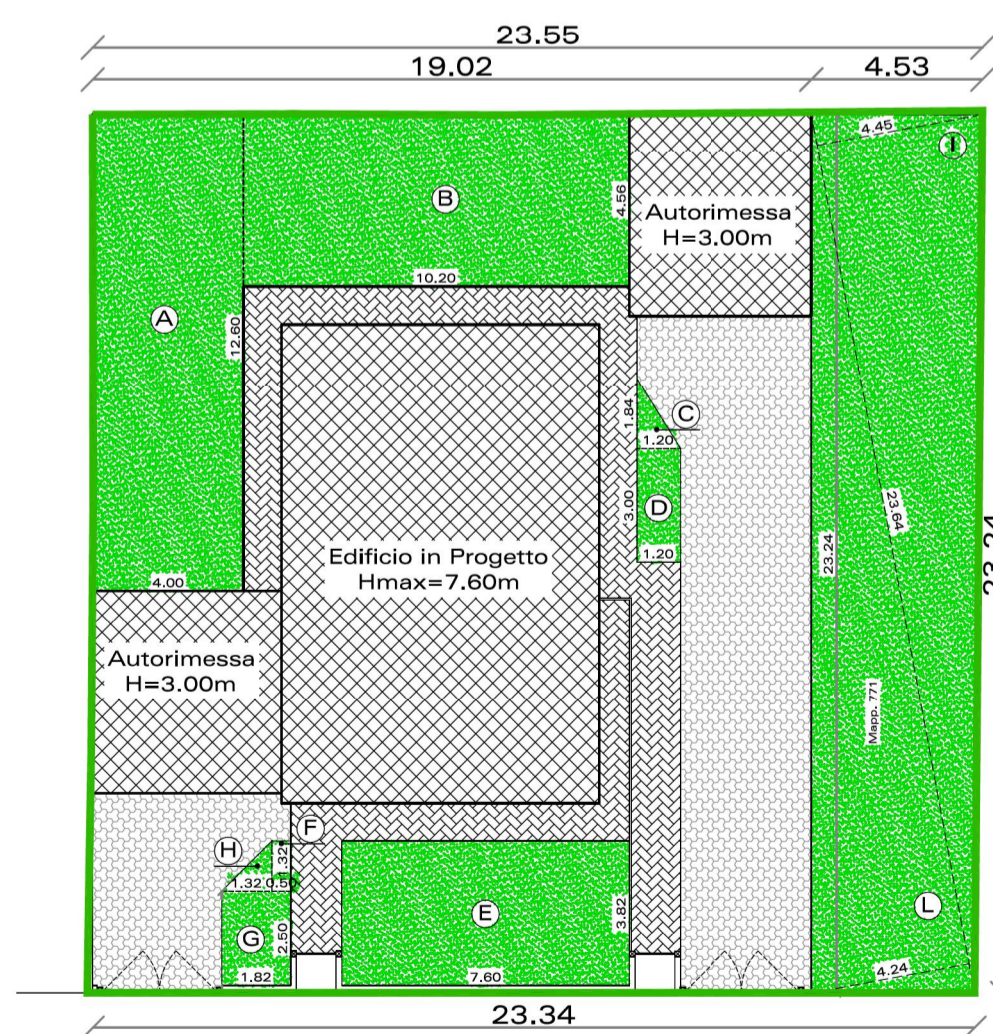 23.55
19.02
4.53
4.45
I
B
4.56
Autorimessa
H=3.00m
10.20
A
12.60
1.84
C
1.20
3.00
D
23.64
23.24
23.24
Edificio in Progetto
Hmax=7.60m
1.20
4.00
Autorimessa
H=3.00m
Mapp. 771
F
H
1.32
1.32
0.50
E
3.82
L
G
2.50
1.82
7.60
4.24
23.34